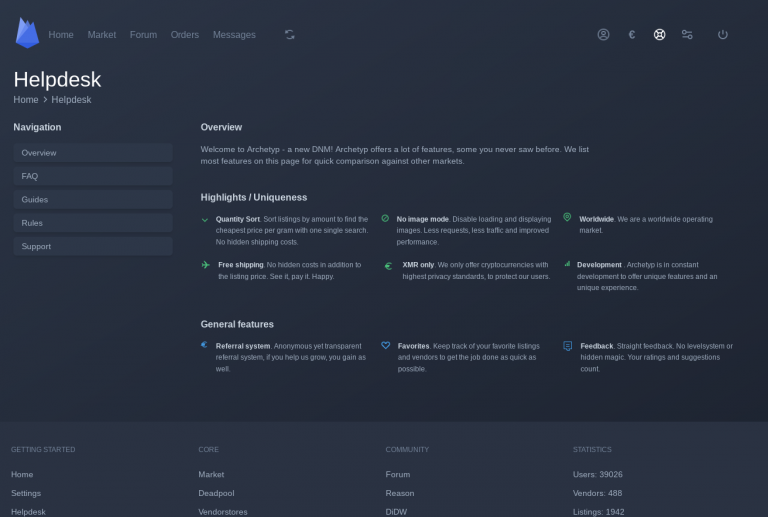 Home Market Forum Orders Messages €
Helpdesk
Home > Helpdesk
Navigation
Overview
FAQ
Guides
Rules
Support
Overview
Welcome to Archetyp - a new DNM! Archetyp offers a lot of features, some you never saw before. We list
most features on this page for quick comparison against other markets.
Highlights / Uniqueness
Quantity Sort. Sort listings by amount to find the
cheapest price per gram with one single search.
No hidden shipping costs.
No image mode. Disable loading and displaying
images. Less requests, less traffic and improved
performance.
Worldwide. We are a worldwide operating
market.
Free shipping. No hidden costs in addition to
the listing price. See it, pay it. Happy.
XMR only. We only offer cryptocurrencies with
highest privacy standards, to protect our users.
Development . Archetyp is in constant
development to offer unique features and an
unique experience.
General features
Referral system. Anonymous yet transparent
referral system, if you help us grow, you gain as
well.
Favorites. Keep track of your favorite listings
and vendors to get the job done as quick as
possible.
Feedback. Straight feedback. No levelsystem or
hidden magic. Your ratings and suggestions
count.
GETTING STARTED
Home
Settings
Helpdesk
CORE
Market
Deadpool
Vendorstores
COMMUNITY
Forum
Reason
DiDW
STATISTICS
Users: 39026
Vendors: 488
Listings: 1942